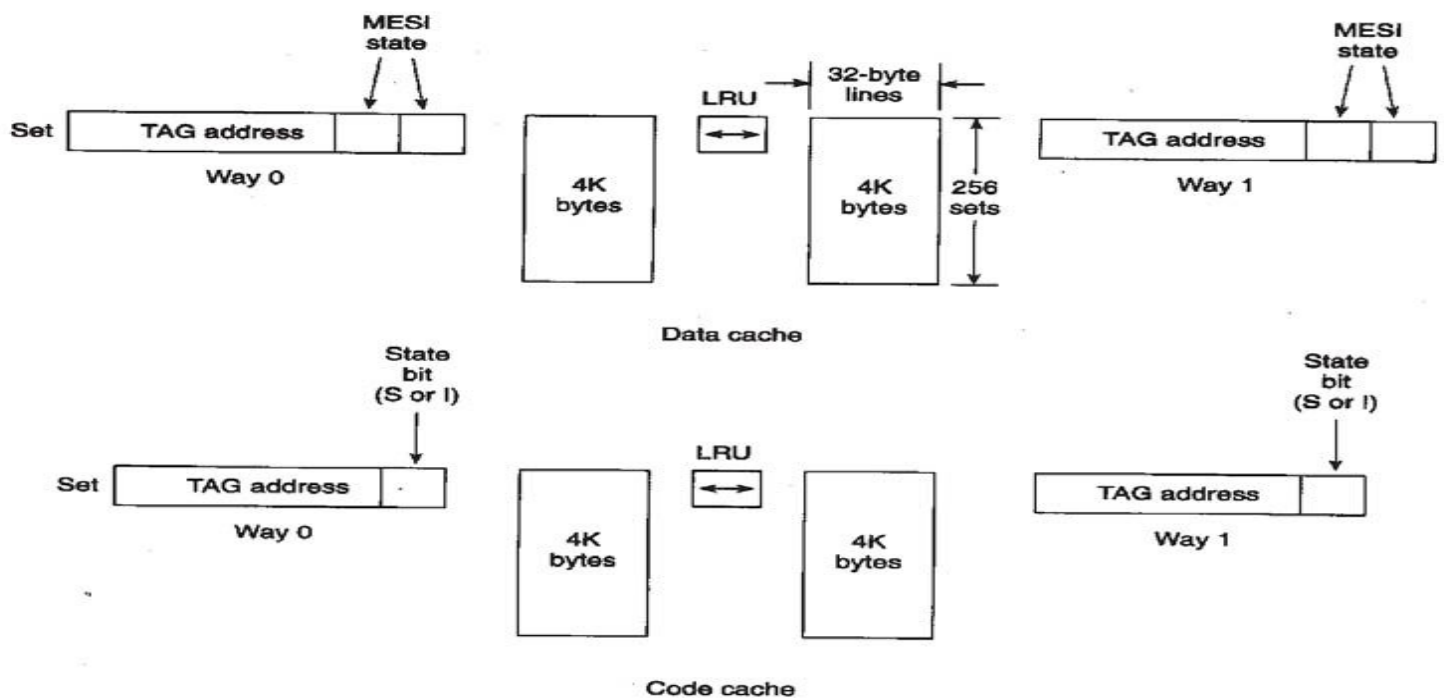 MESI
state
MESI
state
32-byte
lines
LRU
Set
TAG address
Way 0
4K
bytes
4K
bytes
256
sets
TAG address
Way 1
Data cache
State
bit
(S or I)
State
bit
(S or I)
LRU
Set
TAG address
Way 0
4K
bytes
4K
bytes
TAG address
Way 1
Code cache